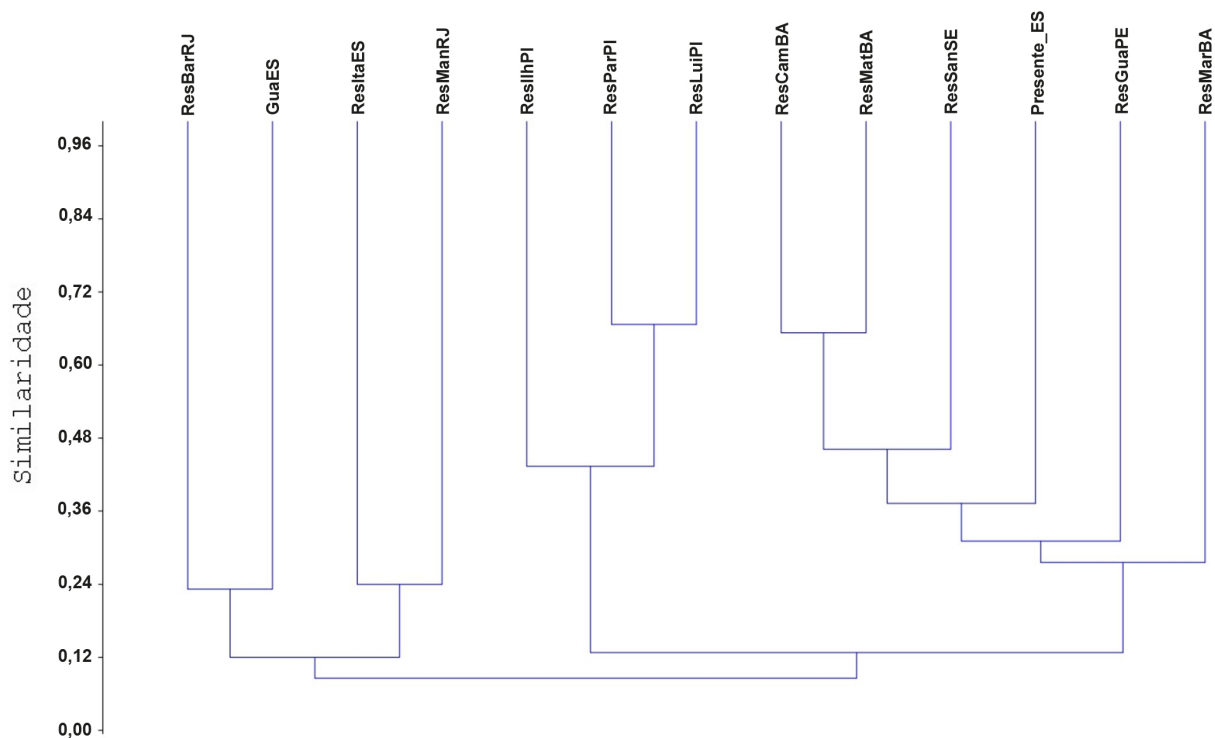 ResBarRJ
GuaES
ResItaES
ResManRJ
ResIlhPI
ResParPI
ResLuiPI
ResCamBA
ResMatBA
ResSanSE
Presente_ES
ResGuaPE
ResMarBA
0,96
0,84
0,72
0,60
0,48
0,36
0,24
0,12
0,00
Similaridade